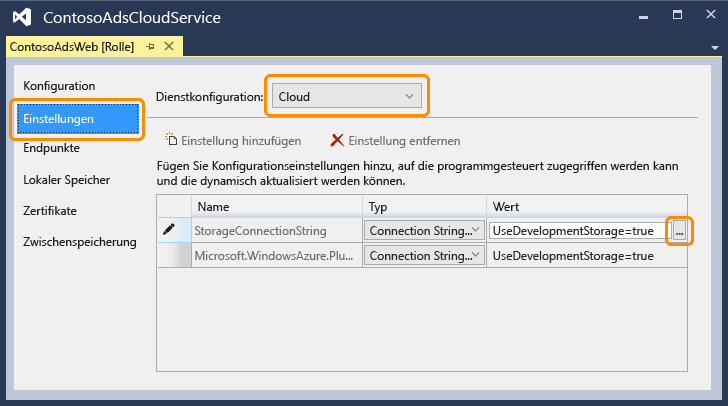 ContosoAdsCloudService
ContosoAdsWeb [Rolle]
Konfiguration
Einstellungen
Endpunkte
Lokaler Speicher
Zertifikate
Zwischenspeicherung
Dienstkonfiguration: Cloud
Einstellung hinzufügen Einstellung entfernen
Fügen Sie Konfigurationseinstellungen hinzu, auf die programmgesteuert zugegriffen werden kann
und die dynamisch aktualisiert werden können.
Name Typ Wert
StorageConnectionString Connection String... UseDevelopmentStorage=true ...
Microsoft.WindowsAzure.Plu... Connection String... UseDevelopmentStorage=true